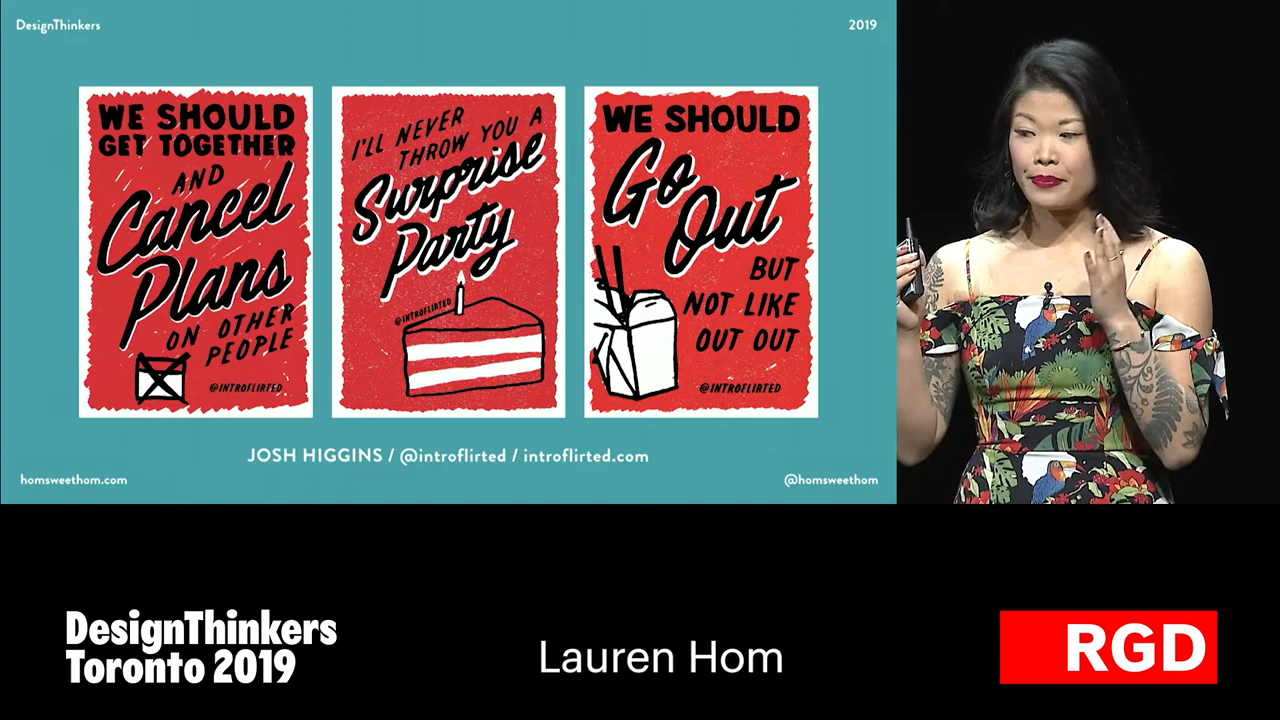 DesignThinkers
2019
WE SHOULD
GET TOGETHER
AND
Cancel
Plans
ON OTHER
PEOPLE
@INTROFLIRTED
I'LL NEVER
THROW YOU A
Surprise
Party
@INTROFLIRTED
WE SHOULD
Go
Out
BUT
NOT LIKE
OUT OUT
@INTROFLIRTED
JOSH HIGGINS / @introflirted / introflirted.com
homsweethom.com
@homsweethom
DesignThinkers
Toronto 2019
Lauren Hom
RGD